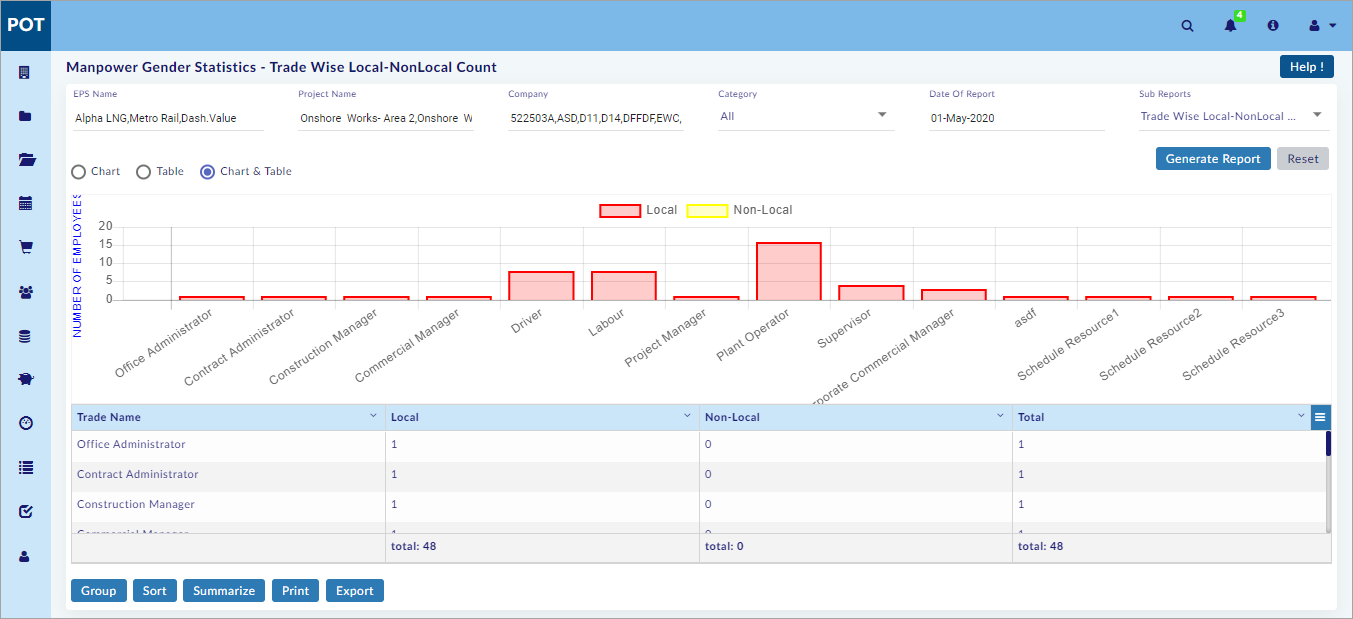 POT
4
Manpower Gender Statistics - Trade Wise Local-NonLocal Count
Help !
EPS Name Project Name Company Category Date Of Report Sub Reports
Alpha LNG,Metro Rail,Dash.Value Onshore Works- Area 2,Onshore W 522503A,ASD,D11,D14,DFFDF,EWC, All 01-May-2020 Trade Wise Local-NonLocal ...
Generate Report Reset
Chart Table Chart & Table
NUMBER OF EMPLOYEES
Local Non-Local
20
15
10
5
0
Office Administrator
Contract Administrator
Construction Manager
Commercial Manager
Driver
Labour
Project Manager
Plant Operator
Supervisor
rporate Commercial Manager
asdf
Schedule Resource1
Schedule Resource2
Schedule Resource3
Trade Name Local Non-Local Total
Office Administrator 1 0 1
Contract Administrator 1 0 1
Construction Manager 1 0 1
Commercial Manager 1 0 1
total: 48 total: 0 total: 48
Group Sort Summarize Print Export